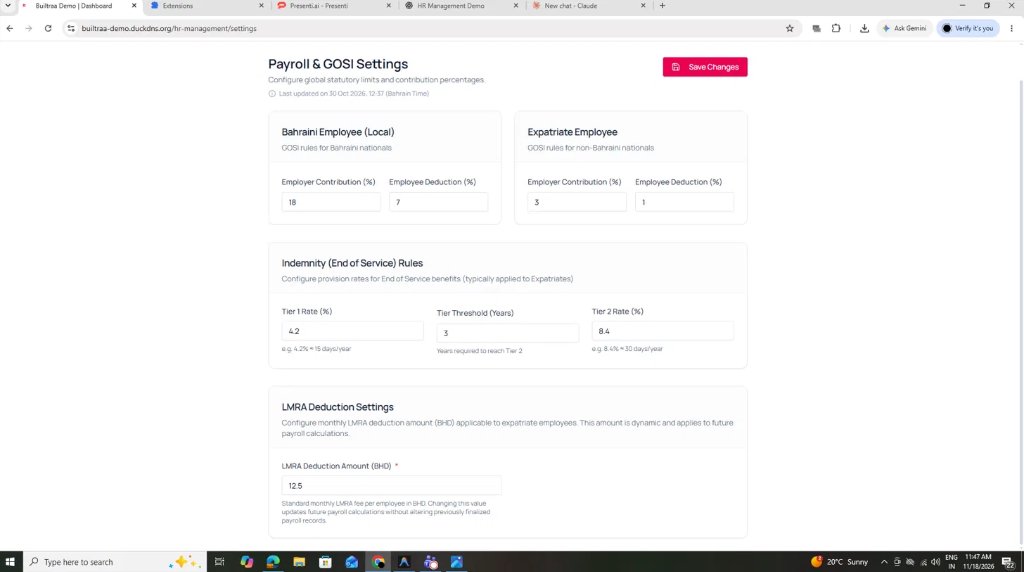 Builtraa Demo | Dashboard
Extensions
Presenti.ai - Presenti
HR Management Demo
New chat - Claude
builtraa-demo.duckdns.org/hr-management/settings
Ask Gemini
Verify it's you
Payroll & GOSI Settings
Configure global statutory limits and contribution percentages
Last updated on 30 Oct 2026, 12:37 (Bahrain Time)
Save Changes
Bahraini Employee (Local)
GOSI rules for Bahraini nationals
Employer Contribution (%)
Employee Deduction (%)
18
7
Expatriate Employee
GOSI rules for non-Bahraini nationals
Employer Contribution (%)
Employee Deduction (%)
3
1
Indemnity (End of Service) Rules
Configure provision rates for End of Service benefits (typically applied to Expatriates)
Tier 1 Rate (%)
4.2
e.g. 4.2% ≈ 15 days/year
Tier Threshold (Years)
3
Years required to reach Tier 2
Tier 2 Rate (%)
8.4
e.g. 8.4% ≈ 30 days/year
LMRA Deduction Settings
Configure monthly LMRA deduction amount (BHD) applicable to expatriate employees. This amount is dynamic and applies to future
payroll calculations.
LMRA Deduction Amount (BHD) *
12.5
Standard monthly LMRA fee per employee in BHD. Changing this value
updates future payroll calculations without altering previously finalized
payroll records.
Type here to search
20°C Sunny
ENG
IN
11:47 AM
11/18/2026
22